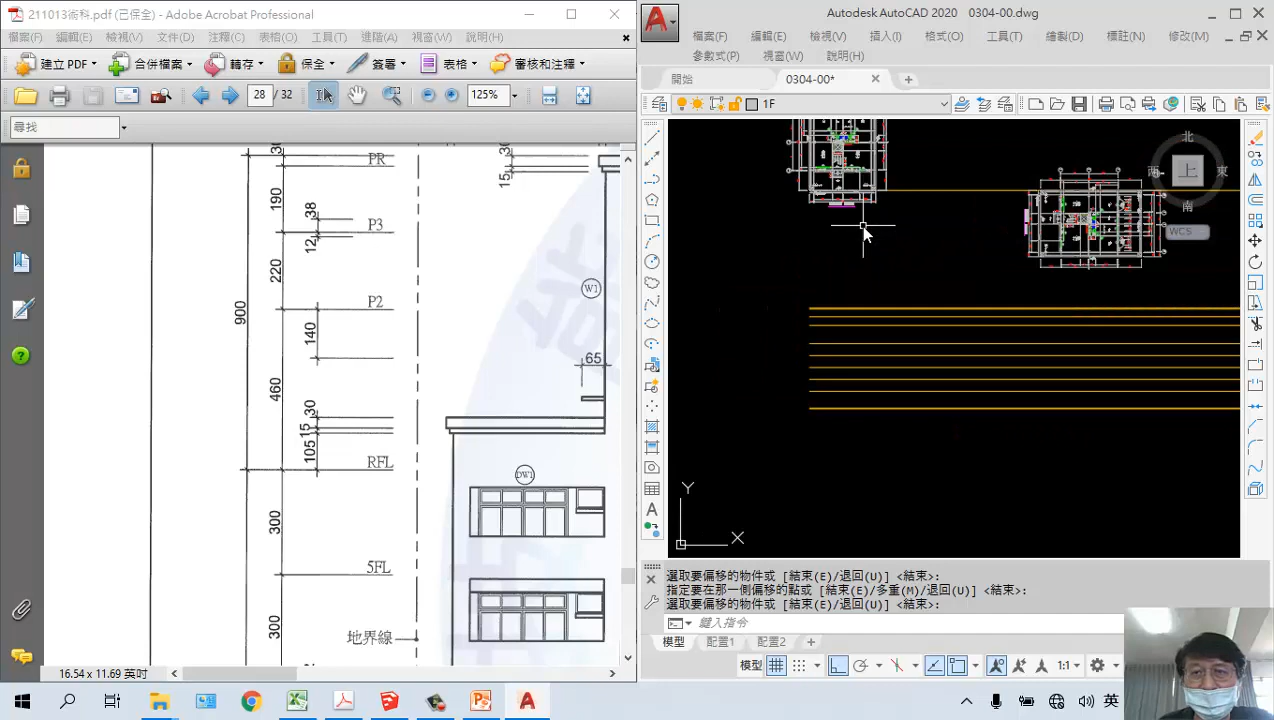 211013術科.pdf (已保全) - Adobe Acrobat Professional
檔案(F) 編輯(E) 檢視(V) 文件(D) 注釋(C) 表格(O) 工具(T) 進階(A) 視窗(W) 說明(H)
建立 PDF 合併檔案 轉存 保全 簽署 表格 審核和注釋
28 / 32 125%
尋找
PR
30
190
38
P3
12
220
P2
900
140
460
30
15
105
RFL
300
5FL
300
地界線
15
W1
65
DW1
16.54 x 11.69 英吋
Autodesk AutoCAD 2020 0304-00.dwg
檔案(F) 編輯(E) 檢視(V) 插入(I) 格式(O) 工具(T) 繪製(D) 標註(N) 修改(M)
參數式(P) 視窗(W) 說明(H)
開始 0304-00*
1F
北
西 上 東
南
WCS
Y
X
選取要偏移的物件或 [結束(E)/退回(U)] <結束>:
指定要在那一側偏移的點或 [結束(E)/多重(M)/退回(U)] <結束>:
選取要偏移的物件或 [結束(E)/退回(U)] <結束>:
鍵入指令
模型 配置1 配置2 +
模型 1:1
英